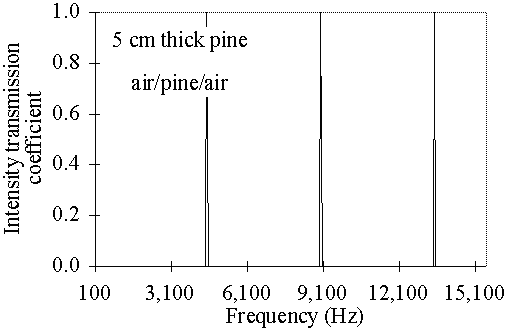 1.0
5 cm thick pine
0.8
air/pine/air
0.6
0.4
0.2
0.0
Intensity transmission
coefficient
100 3,100 6,100 9,100 12,100 15,100
Frequency (Hz)